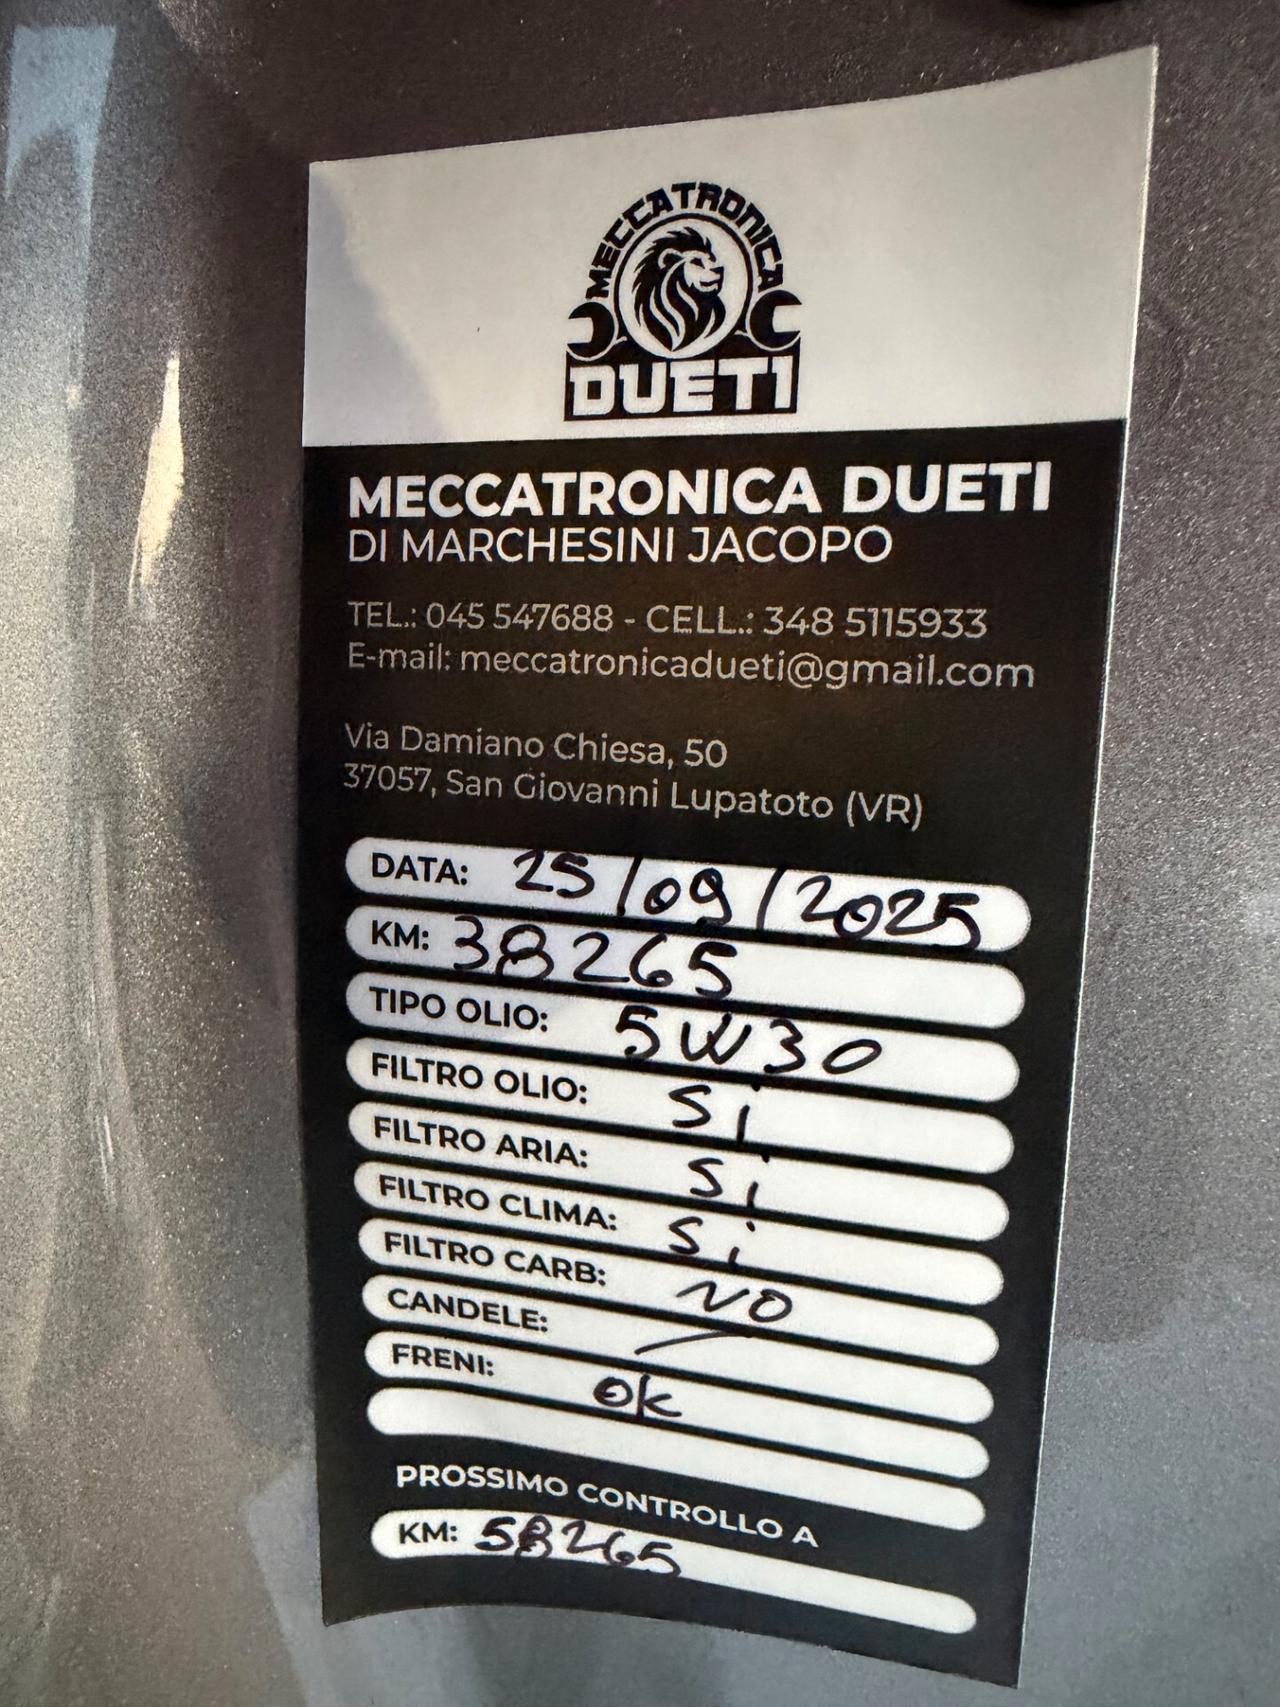 MECCATRONICA
DUETI
MECCATRONICA DUETI
DI MARCHESINI JACOPO
TEL.: 045 547688 - CELL.: 348 5115933
E-mail: meccatronicadueti@gmail.com
Via Damiano Chiesa, 50
37057, San Giovanni Lupatoto (VR)
DATA: 25/09/2025
KM: 38265
TIPO OLIO: 5W30
FILTRO OLIO: Si
FILTRO ARIA: Si
FILTRO CLIMA: Si
FILTRO CARB: NO
CANDELE: /
FRENI: ok
PROSSIMO CONTROLLO A
KM: 58265